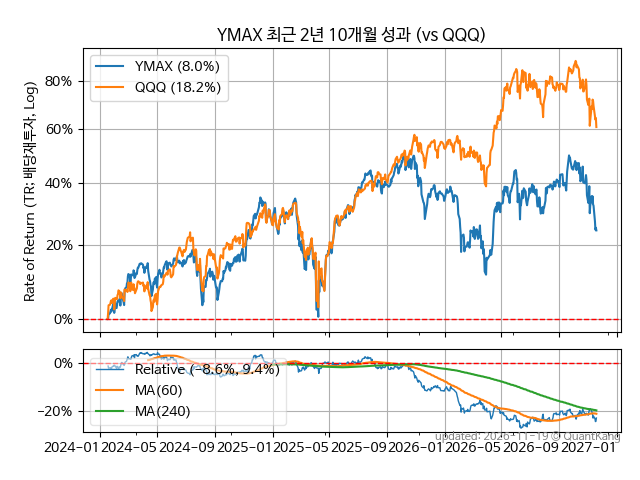 YMAX 최근 2년 10개월 성과 (vs QQQ)
YMAX (8.0%)
QQQ (18.2%)
80%
60%
40%
20%
0%
Rate of Return (TR: 배당재투자, Log)
0%
−20%
Relative (−8.6%, 9.4%)
MA(60)
MA(240)
updated: 2026-11-19 © QuantKang
2024−01 2024−05 2024−09 2025−01 2025−05 2025−09 2026−01 2026−05 2026−09 2027−01